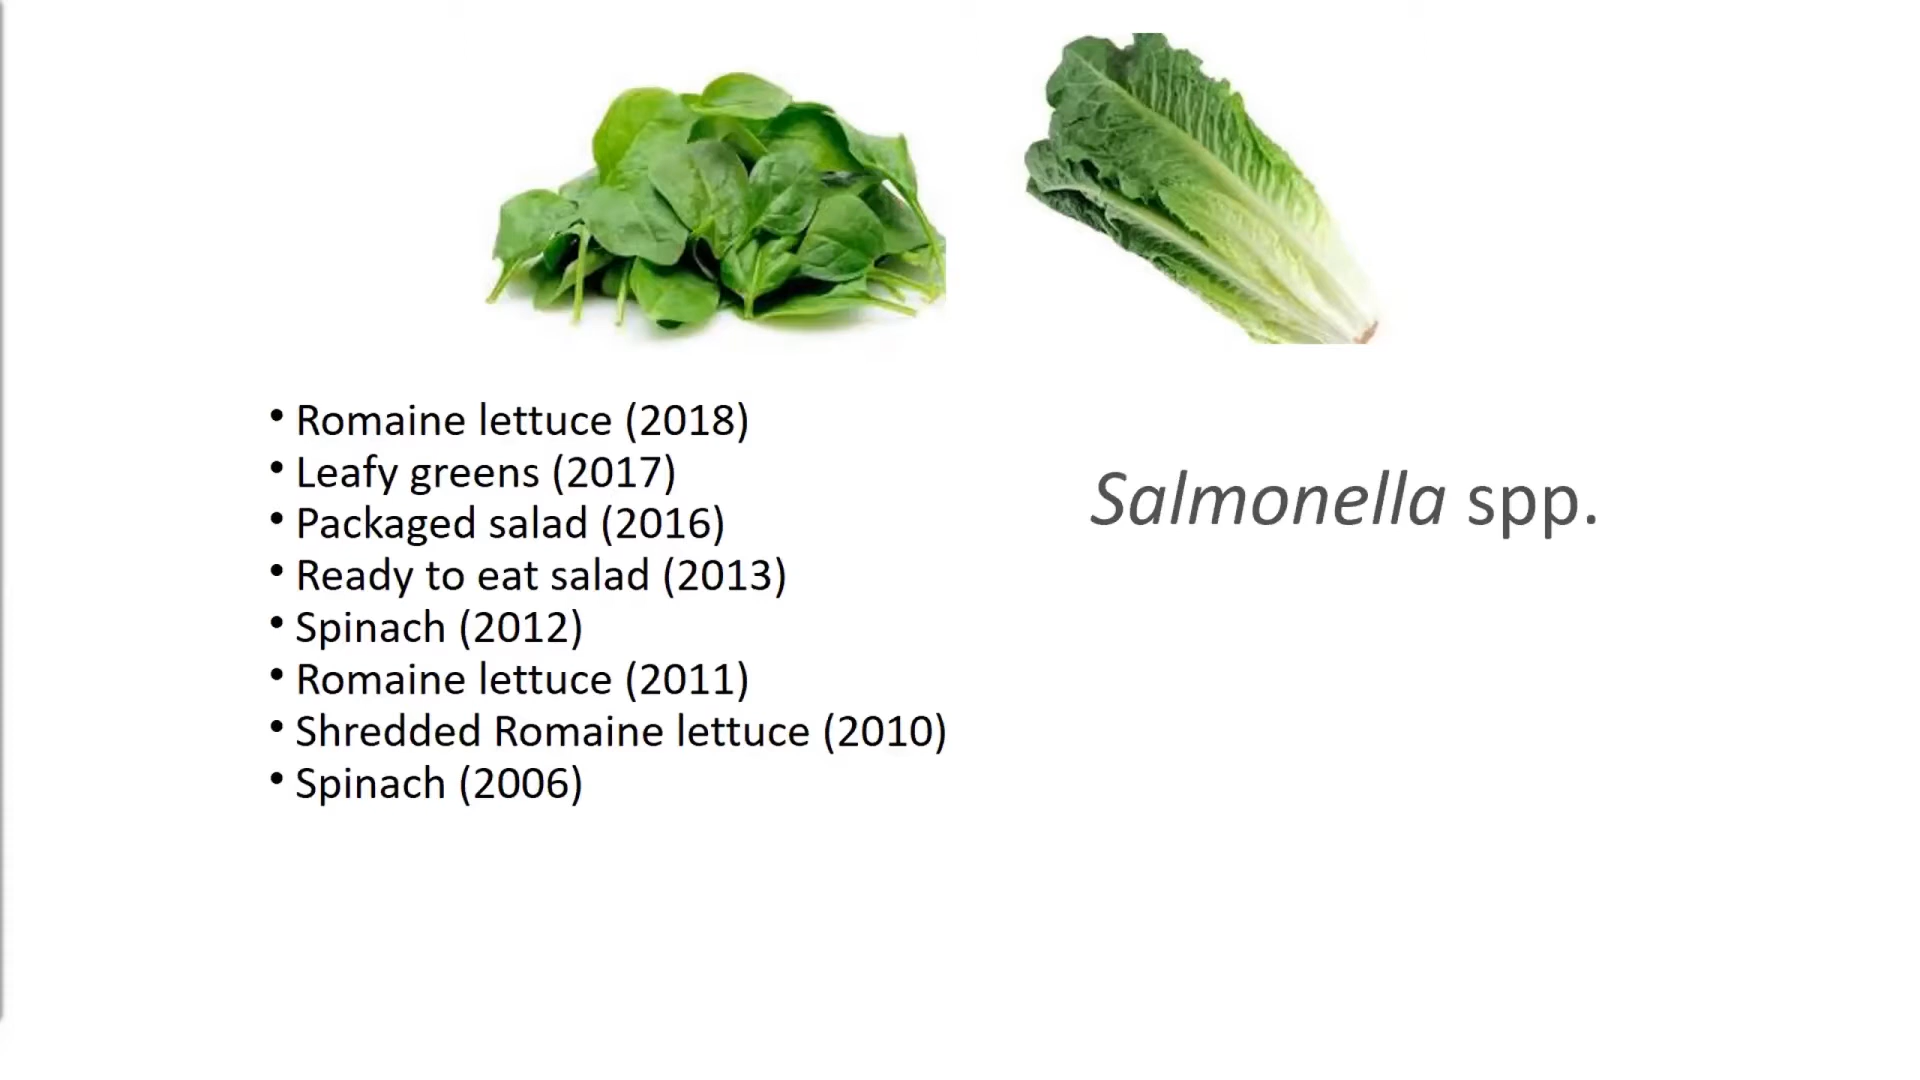 • Romaine lettuce (2018)
• Leafy greens (2017)
• Packaged salad (2016)
• Ready to eat salad (2013)
• Spinach (2012)
• Romaine lettuce (2011)
• Shredded Romaine lettuce (2010)
• Spinach (2006)
Salmonella spp.